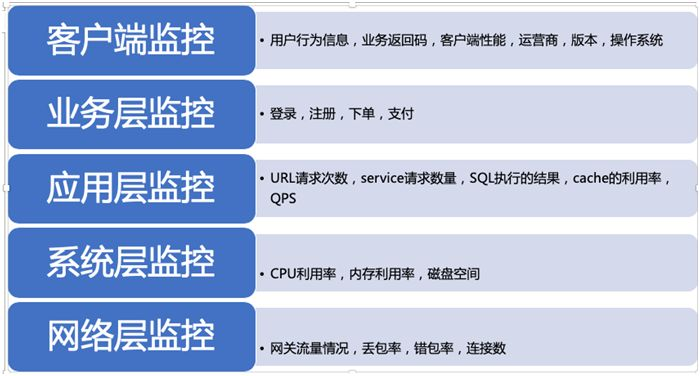 客户端监控
• 用户行为信息，业务返回码，客户端性能，运营商，版本，操作系统
业务层监控
• 登录，注册，下单，支付
应用层监控
• URL请求次数，service请求数量，SQL执行的结果，cache的利用率，
QPS
系统层监控
• CPU利用率，内存利用率，磁盘空间
网络层监控
• 网关流量情况，丢包率，错包率，连接数